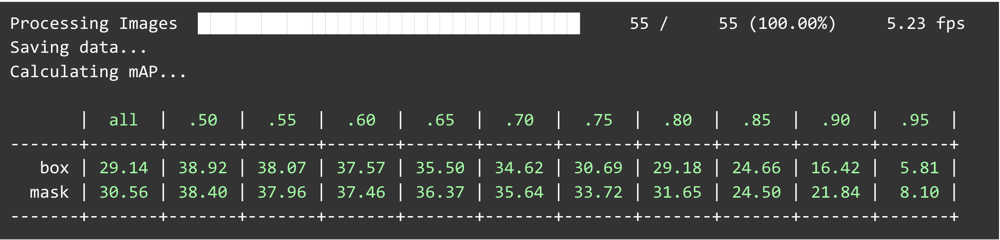 Processing Images ██████████████████████████████ 55 / 55 (100.00%) 5.23 fps
Saving data...
Calculating mAP...
       |  all  |  .50  |  .55  |  .60  |  .65  |  .70  |  .75  |  .80  |  .85  |  .90  |  .95  |
-------+-------+-------+-------+-------+-------+-------+-------+-------+-------+-------+-------+
   box | 29.14 | 38.92 | 38.07 | 37.57 | 35.50 | 34.62 | 30.69 | 29.18 | 24.66 | 16.42 |  5.81 |
  mask | 30.56 | 38.40 | 37.96 | 37.46 | 36.37 | 35.64 | 33.72 | 31.65 | 24.50 | 21.84 |  8.10 |
-------+-------+-------+-------+-------+-------+-------+-------+-------+-------+-------+-------+